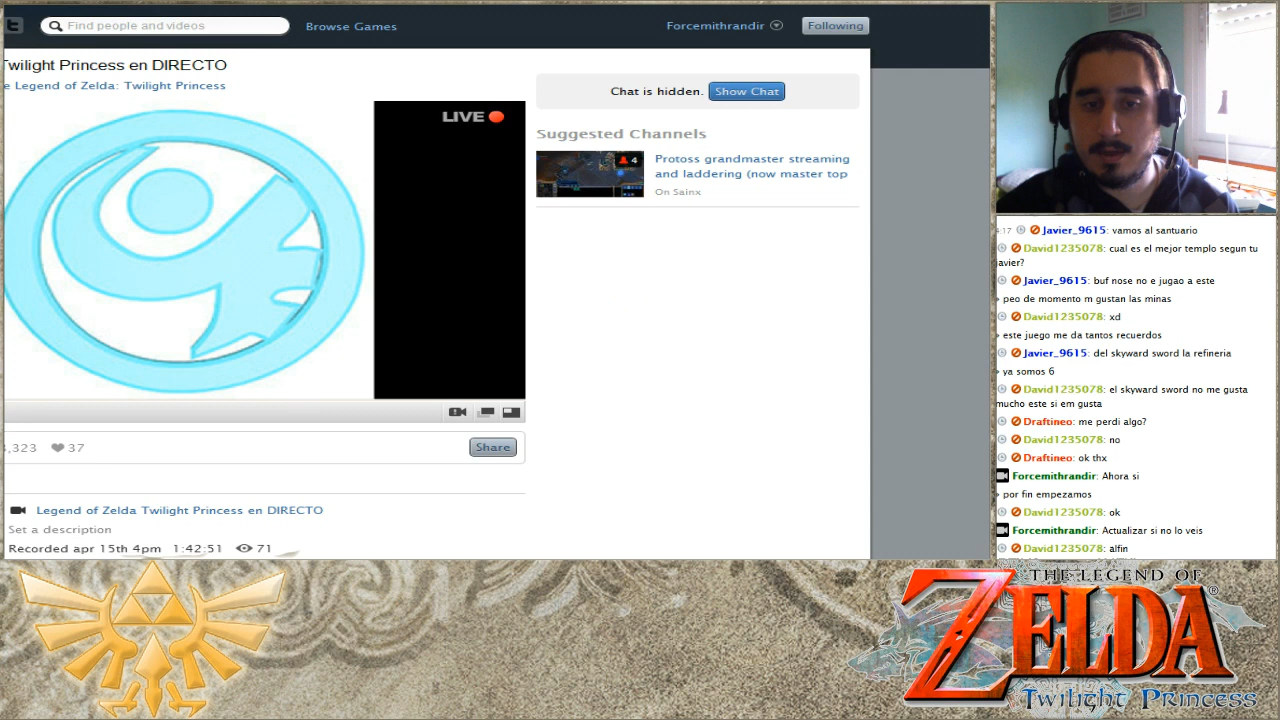 Find people and videos
Browse Games
Forcemithrandir
Following
Twilight Princess en DIRECTO
e Legend of Zelda: Twilight Princess
LIVE
Chat is hidden.
Show Chat
Suggested Channels
4
Protoss grandmaster streaming
and laddering (now master top
On Sainx
,323
37
Share
Legend of Zelda Twilight Princess en DIRECTO
Set a description
Recorded apr 15th 4pm 1:42:51 71
4:17 Javier_9615: vamos al santuario
David1235078: cual es el mejor templo segun tu
avier?
Javier_9615: buf nose no e jugao a este
» peo de momento m gustan las minas
David1235078: xd
» este juego me da tantos recuerdos
Javier_9615: del skyward sword la refineria
» ya somos 6
David1235078: el skyward sword no me gusta
mucho este si em gusta
Draftineo: me perdi algo?
David1235078: no
Draftineo: ok thx
Forcemithrandir: Ahora si
» por fin empezamos
David1235078: ok
Forcemithrandir: Actualizar si no lo veis
David1235078: alfin
THE LEGEND OF
ZELDA®
Twilight Princess